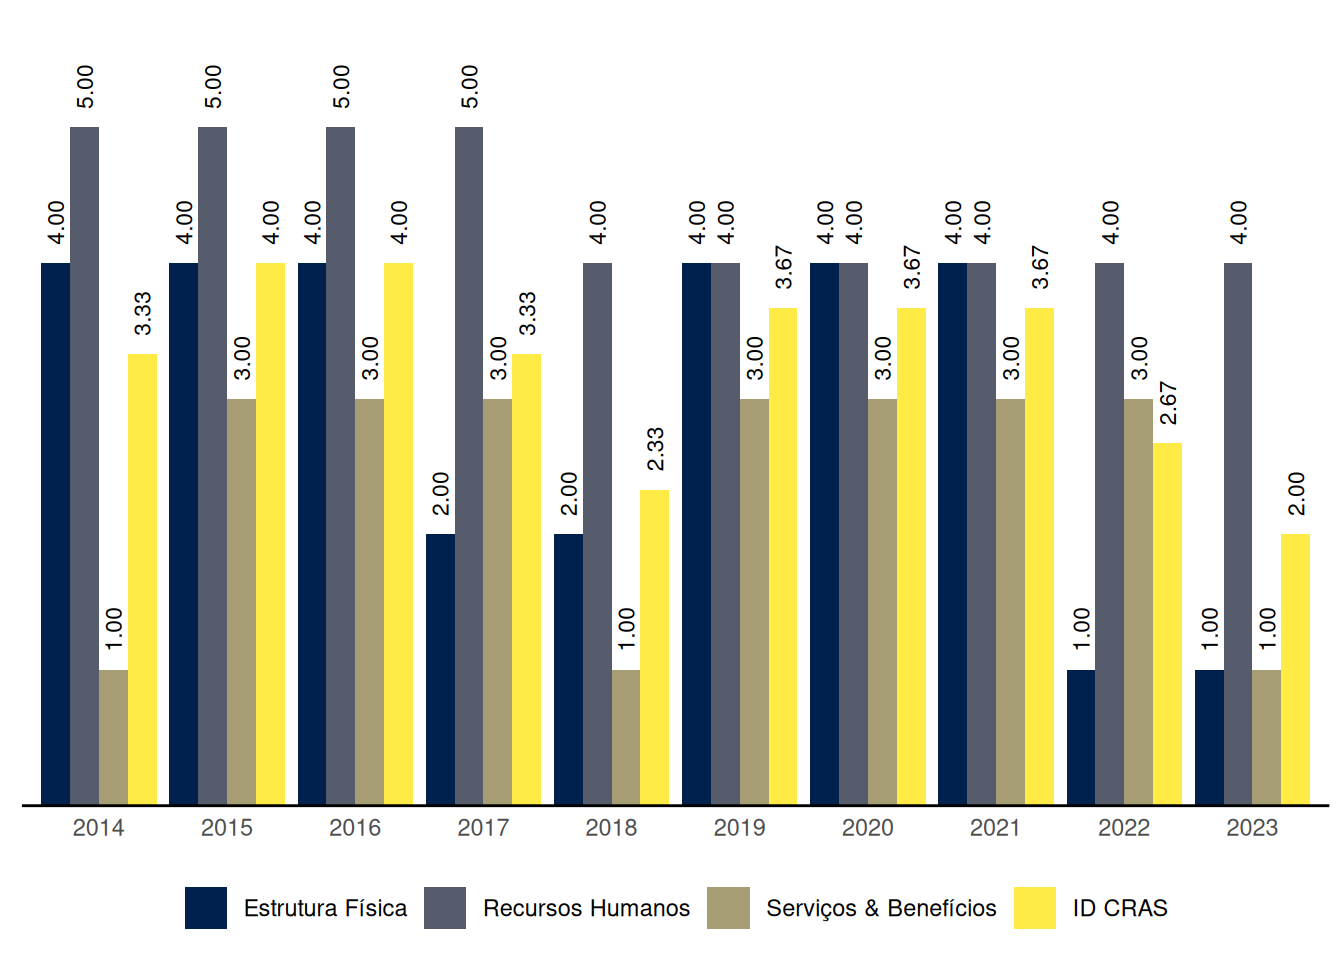 5.00 5.00 5.00 5.00
4.00 4.00 4.00 4.00 4.00 4.00 4.00 4.00 4.00 4.00 4.00 4.00 4.00 4.00
3.67 3.67 3.67
3.33 3.33
3.00 3.00 3.00 3.00 3.00 3.00 3.00
2.67
2.33
2.00 2.00 2.00
1.00 1.00 1.00 1.00 1.00
2014 2015 2016 2017 2018 2019 2020 2021 2022 2023
Estrutura Física Recursos Humanos Serviços & Benefícios ID CRAS